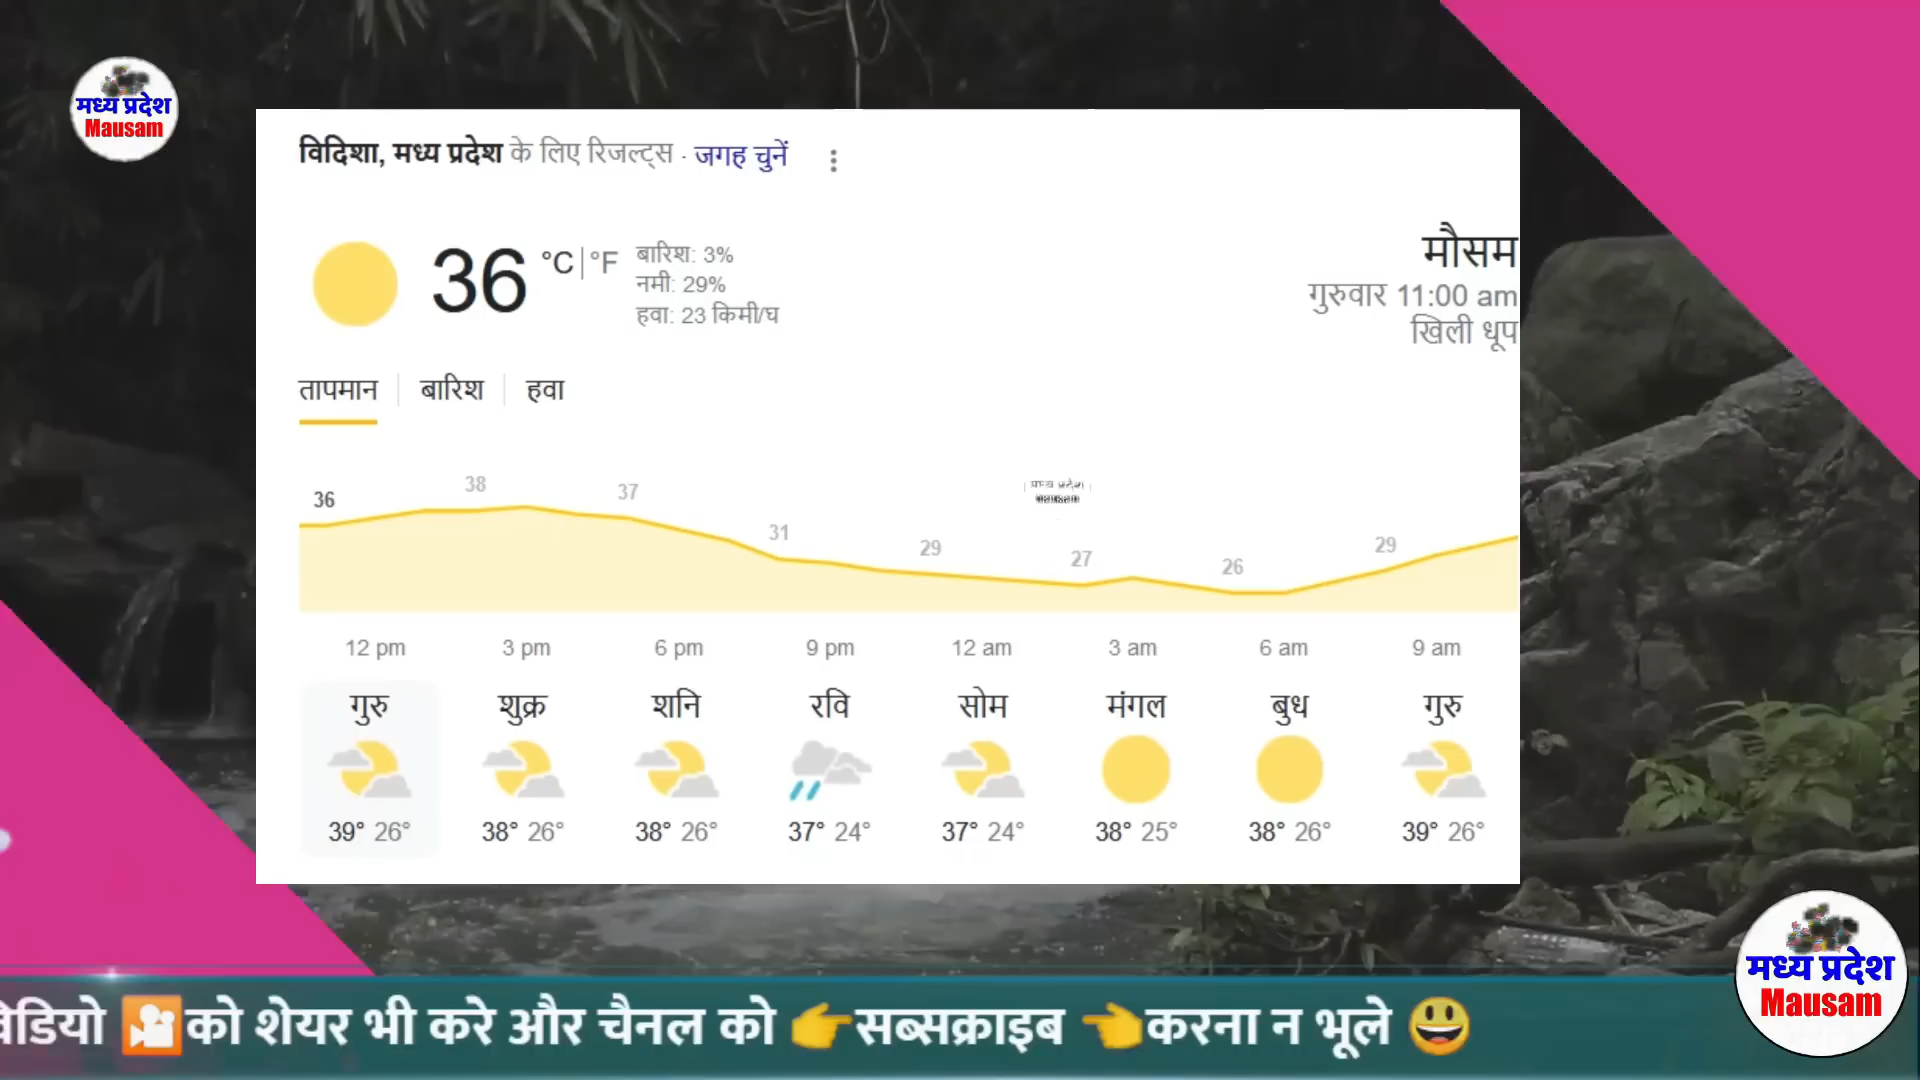 मध्य प्रदेश
Mausam
विदिशा, मध्य प्रदेश के लिए रिजल्ट्स · जगह चुनें
36 °C | °F
बारिश: 3%
नमी: 29%
हवा: 23 किमी/घ
मौसम
गुरुवार 11:00 am
खिली धूप
तापमान | बारिश | हवा
36 38 37 31 29 27 26 29
मध्य प्रदेश
Mausam
12 pm 3 pm 6 pm 9 pm 12 am 3 am 6 am 9 am
गुरु शुक्र शनि रवि सोम मंगल बुध गुरु
39° 26° 38° 26° 38° 26° 37° 24° 37° 24° 38° 25° 38° 26° 39° 26°
मध्य प्रदेश
Mausam
को शेयर भी करे और चैनल को 👉सब्सक्राइब 👈करना न भूले 😃